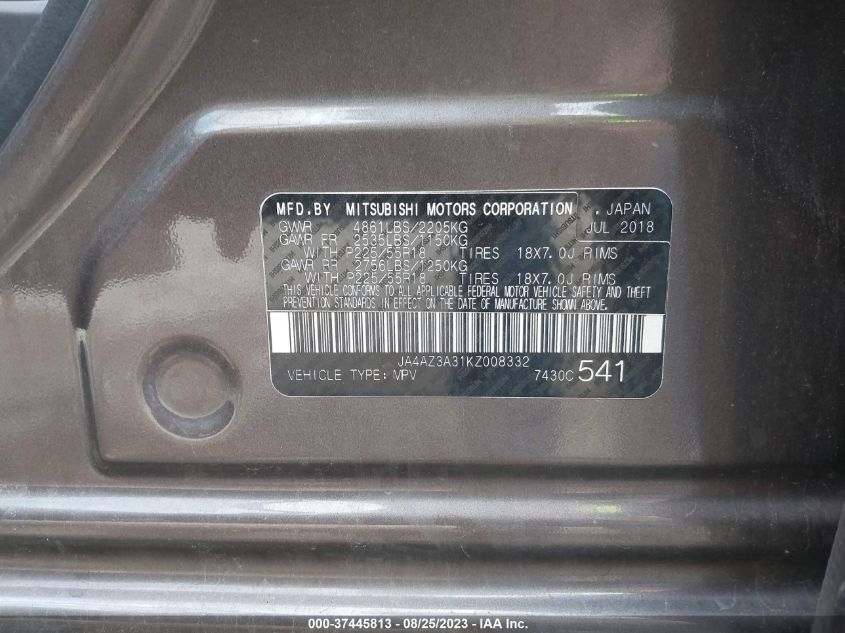 MFD.BY MITSUBISHI MOTORS CORPORATION , JAPAN
GVWR 4861LBS/2205KG JUL 2018
GAWR FR 2535LBS/1150KG
WITH P225/55R18 TIRES 18X7.0J RIMS
GAWR RR 2756LBS/1250KG
WITH P225/55R18 TIRES 18X7.0J RIMS
THIS VEHICLE CONFORMS TO ALL APPLICABLE FEDERAL MOTOR VEHICLE SAFETY AND THEFT
PREVENTION STANDARDS IN EFFECT ON THE DATE OF MANUFACTURE SHOWN ABOVE.
JA4AZ3A31KZ008332
VEHICLE TYPE: MPV 7430C 541
000-37445813 - 08/25/2023 - IAA Inc.